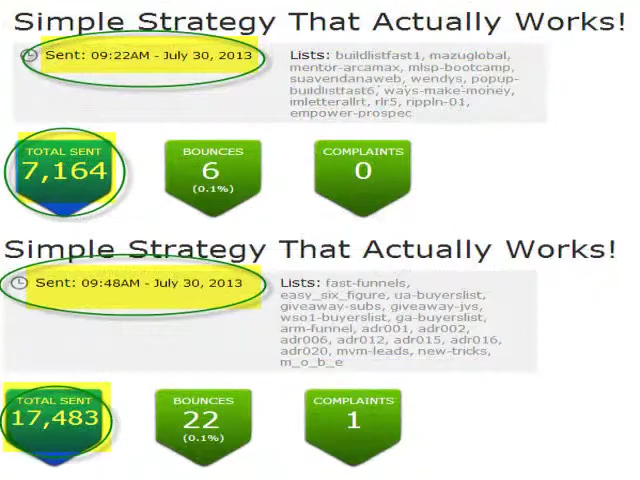 Simple Strategy That Actually Works!
Sent: 09:22AM - July 30, 2013
Lists: buildlistfast1, mazuglobal,
mentor-arcamax, mlsp-bootcamp,
suavendanaweb, wendys, popup-
buildlistfast6, ways-make-money,
imletterallrt, rlr5, rippln-01,
empower-prospec
TOTAL SENT
7,164
BOUNCES
6
(0.1%)
COMPLAINTS
0
Simple Strategy That Actually Works!
Sent: 09:48AM - July 30, 2013
Lists: fast-funnels,
easy_six_figure, ua-buyerslist,
giveaway-subs, giveaway-jvs,
wso1-buyerslist, ga-buyerslist,
arm-funnel, adr001, adr002,
adr006, adr012, adr015, adr016,
adr020, mvm-leads, new-tricks,
m_o_b_e
TOTAL SENT
17,483
BOUNCES
22
(0.1%)
COMPLAINTS
1